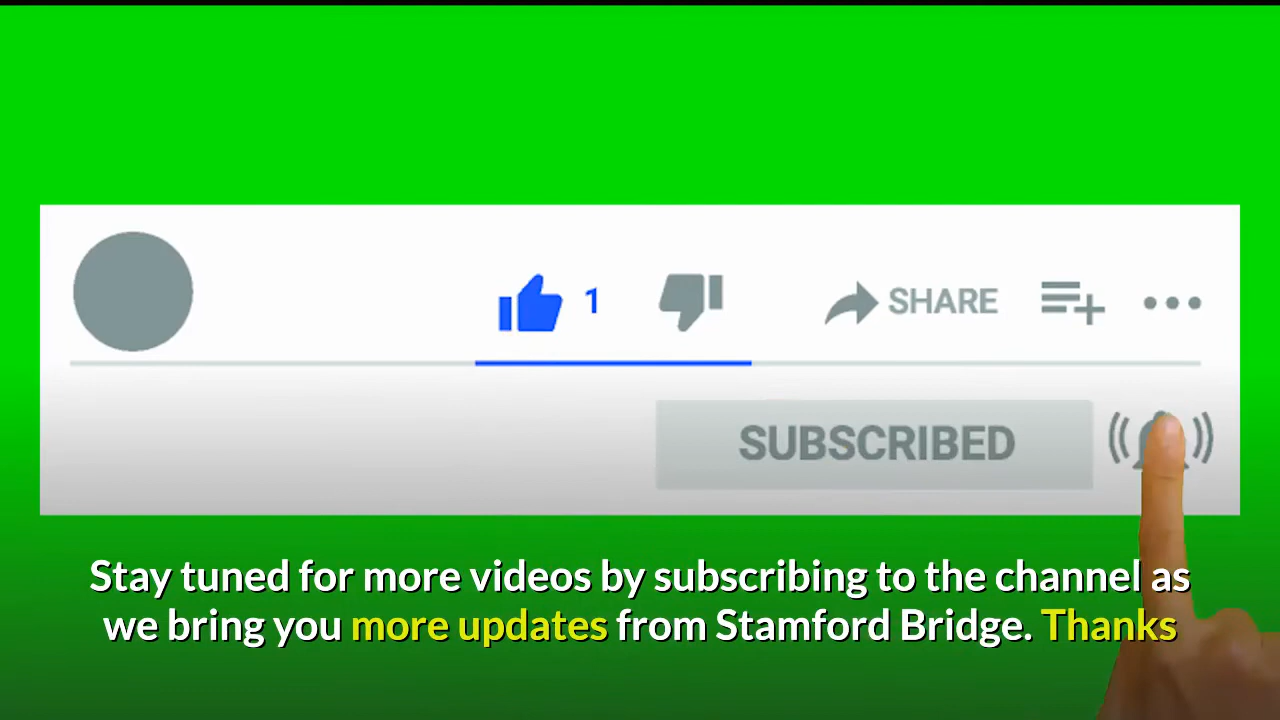 1
SHARE
SUBSCRIBED
Stay tuned for more videos by subscribing to the channel as
we bring you more updates from Stamford Bridge. Thanks